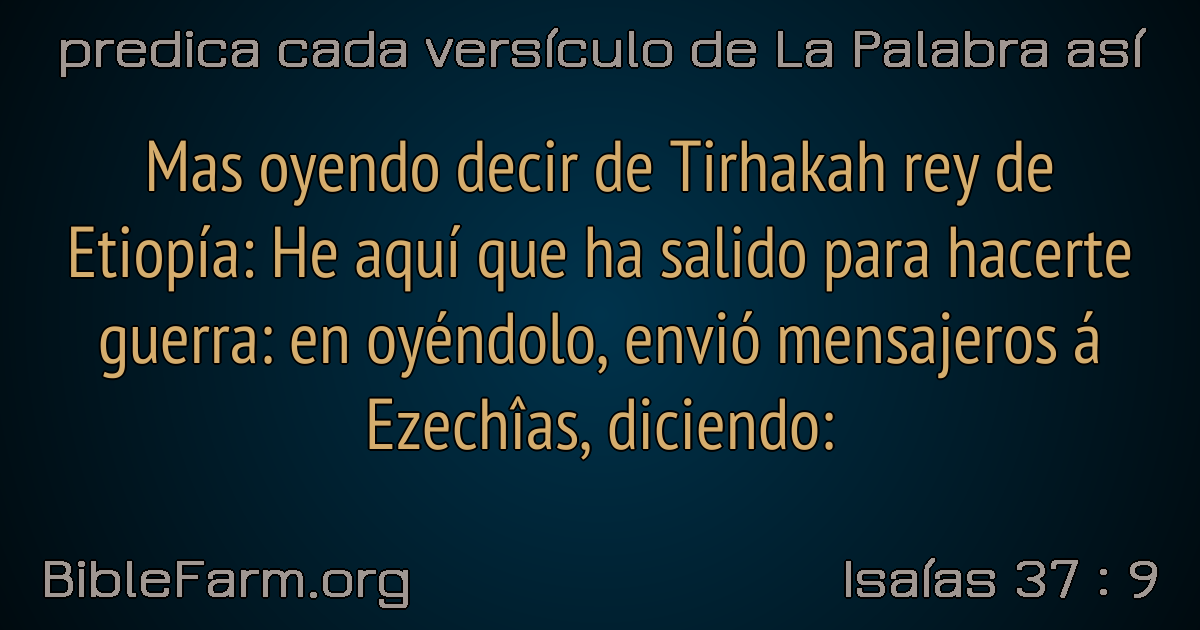 predica cada versículo de La Palabra así
Mas oyendo decir de Tirhakah rey de
Etiopía: He aquí que ha salido para hacerte
guerra: en oyéndolo, envió mensajeros á
Ezechîas, diciendo:
BibleFarm.org
Isaías 37 : 9